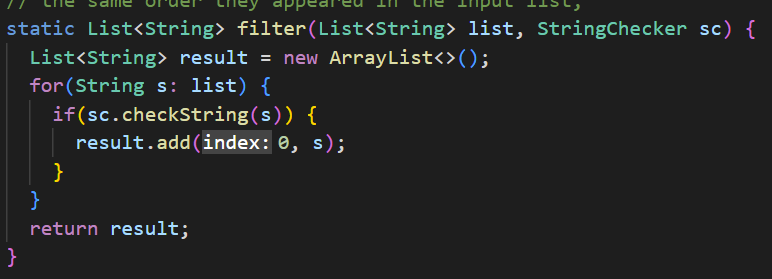 // the same order they appeared in the input list,
static List<String> filter(List<String> list, StringChecker sc) {
  List<String> result = new ArrayList<>();
  for(String s: list) {
    if(sc.checkString(s)) {
      result.add(index: 0, s);
    }
  }
  return result;
}